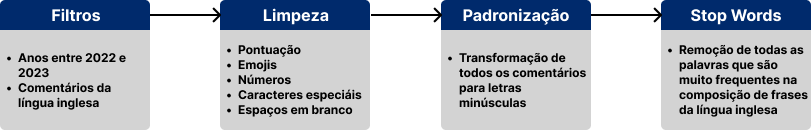 Filtros
• Anos entre 2022 e
2023
• Comentários da
língua inglesa
Limpeza
• Pontuação
• Emojis
• Números
• Caracteres especiáis
• Espaços em branco
Padronização
• Transformação de
todos os comentários
para letras
minúsculas
Stop Words
• Remoção de todas as
palavras que são
muito frequentes na
composição de frases
da língua inglesa